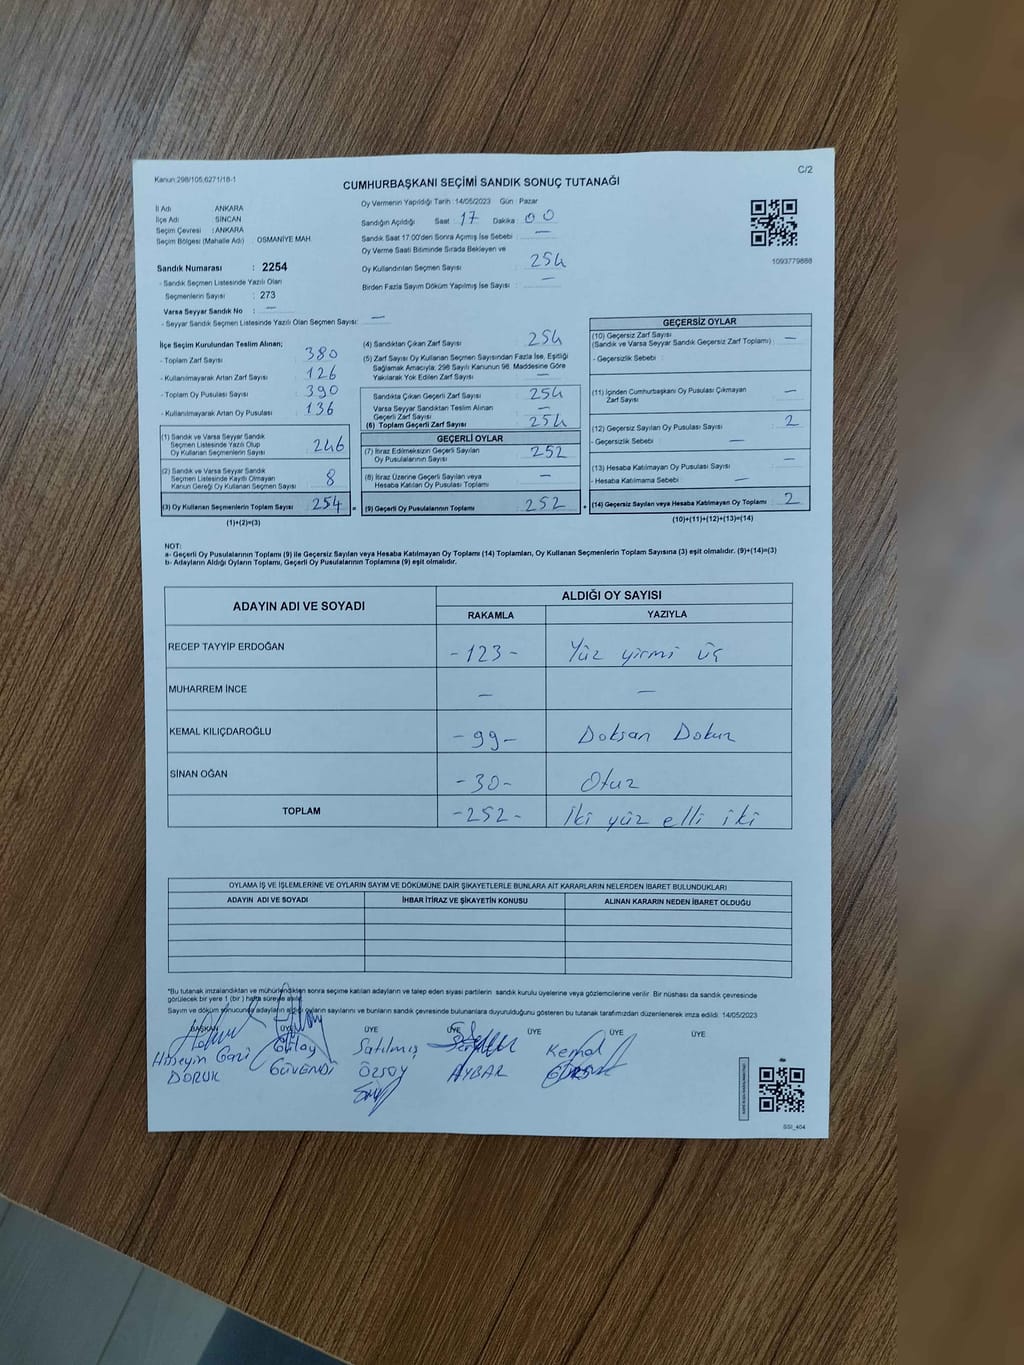 Kanun:298/105,6271/18-1
C/2
CUMHURBAŞKANI SEÇİMİ SANDIK SONUÇ TUTANAĞI
İl Adı : ANKARA
İlçe Adı : SİNCAN
Seçim Çevresi : ANKARA
Seçim Bölgesi (Mahalle Adı) : OSMANİYE MAH.
Sandık Numarası : 2254
- Sandık Seçmen Listesinde Yazılı Olan
Seçmenlerin Sayısı : 273
Varsa Seyyar Sandık No : —
- Seyyar Sandık Seçmen Listesinde Yazılı Olan Seçmen Sayısı: —
Oy Vermenin Yapıldığı Tarih :14/05/2023 Gün : Pazar
Sandığın Açıldığı Saat 17 Dakika 00
Sandık Saat 17:00'den Sonra Açımış İse Sebebi : —
Oy Verme Saati Bitiminde Sırada Bekleyen ve
Oy Kullandırılan Seçmen Sayısı : 254
Birden Fazla Sayım Döküm Yapılmış İse Sayısı : —
1093779888
İlçe Seçim Kurulundan Teslim Alınan;
- Toplam Zarf Sayısı : 380
- Kullanılmayarak Artan Zarf Sayısı : 126
- Toplam Oy Pusulası Sayısı : 390
- Kullanılmayarak Artan Oy Pusulası : 136
(1) Sandık ve Varsa Seyyar Sandık
Seçmen Listesinde Yazılı Olup
Oy Kullanan Seçmenlerin Sayısı : 246
(2) Sandık ve Varsa Seyyar Sandık
Seçmen Listesinde Kayıtlı Olmayan
Kanun Gereği Oy Kullanan Seçmen Sayısı : 8
(3) Oy Kullanan Seçmenlerin Toplam Sayısı : 254
(1)+(2)=(3)
(4) Sandıktan Çıkan Zarf Sayısı : 254
(5) Zarf Sayısı Oy Kullanan Seçmen Sayısından Fazla İse, Eşitliği
Sağlamak Amacıyla; 298 Sayılı Kanunun 98. Maddesine Göre
Yakılarak Yok Edilen Zarf Sayısı : —
Sandıkta Çıkan Geçerli Zarf Sayısı : 254
Varsa Seyyar Sandıktan Teslim Alınan
Geçerli Zarf Sayısı : —
(6) Toplam Geçerli Zarf Sayısı : 254
GEÇERLİ OYLAR
(7) İtiraz Edilmeksizin Geçerli Sayılan
Oy Pusulalarının Sayısı : 252
(8) İtiraz Üzerine Geçerli Sayılan veya
Hesaba Katılan Oy Pusulası Toplamı : —
(9) Geçerli Oy Pusulalarının Toplamı : 252
GEÇERSİZ OYLAR
(10) Geçersiz Zarf Sayısı
(Sandık ve Varsa Seyyar Sandık Geçersiz Zarf Toplamı) : —
- Geçersizlik Sebebi :
(11) İçinden Cumhurbaşkanı Oy Pusulası Çıkmayan
Zarf Sayısı : —
(12) Geçersiz Sayılan Oy Pusulası Sayısı : 2
- Geçersizlik Sebebi : —
(13) Hesaba Katılmayan Oy Pusulası Sayısı : —
- Hesaba Katılmama Sebebi : —
(14) Geçersiz Sayılan veya Hesaba Katılmayan Oy Toplamı : 2
(10)+(11)+(12)+(13)=(14)
NOT:
a- Geçerli Oy Pusulalarının Toplamı (9) ile Geçersiz Sayılan veya Hesaba Katılmayan Oy Toplamı (14) Toplamları, Oy Kullanan Seçmenlerin Toplam Sayısına (3) eşit olmalıdır. (9)+(14)=(3)
b- Adayların Aldığı Oyların Toplamı, Geçerli Oy Pusulalarının Toplamına (9) eşit olmalıdır.
ADAYIN ADI VE SOYADI
ALDIĞI OY SAYISI
RAKAMLA YAZIYLA
RECEP TAYYİP ERDOĞAN -123- Yüz yirmi üç
MUHARREM İNCE — —
KEMAL KILIÇDAROĞLU -99- Doksan Dokuz
SİNAN OĞAN -30- Otuz
TOPLAM -252- İki yüz elli iki
OYLAMA İŞ VE İŞLEMLERİNE VE OYLARIN SAYIM VE DÖKÜMÜNE DAİR ŞİKAYETLERLE BUNLARA AİT KARARLARIN NELERDEN İBARET BULUNDUKLARI
ADAYIN ADI VE SOYADI İHBAR İTİRAZ VE ŞİKAYETİN KONUSU ALINAN KARARIN NEDEN İBARET OLDUĞU
*Bu tutanak imzalandıktan ve mühürlendikten sonra seçime katılan adayların ve talep eden siyasi partilerin sandık kurulu üyelerine veya gözlemcilerine verilir. Bir nüshası da sandık çevresinde
görülecek bir yere 1 (bir) hafta süreyle asılır.
Sayım ve döküm sonucunda adayların aldığı oyların sayılarını ve bunların sandık çevresinde bulunanlara duyurulduğunu gösteren bu tutanak tarafımızdan düzenlenerek imza edildi. 14/05/2023
BAŞKAN ÜYE ÜYE ÜYE ÜYE ÜYE ÜYE
Hüseyin Gazi Gülay Satılmış Kemal
DORUK GÜVENDİ Özsoy AYBAR
SSI_404